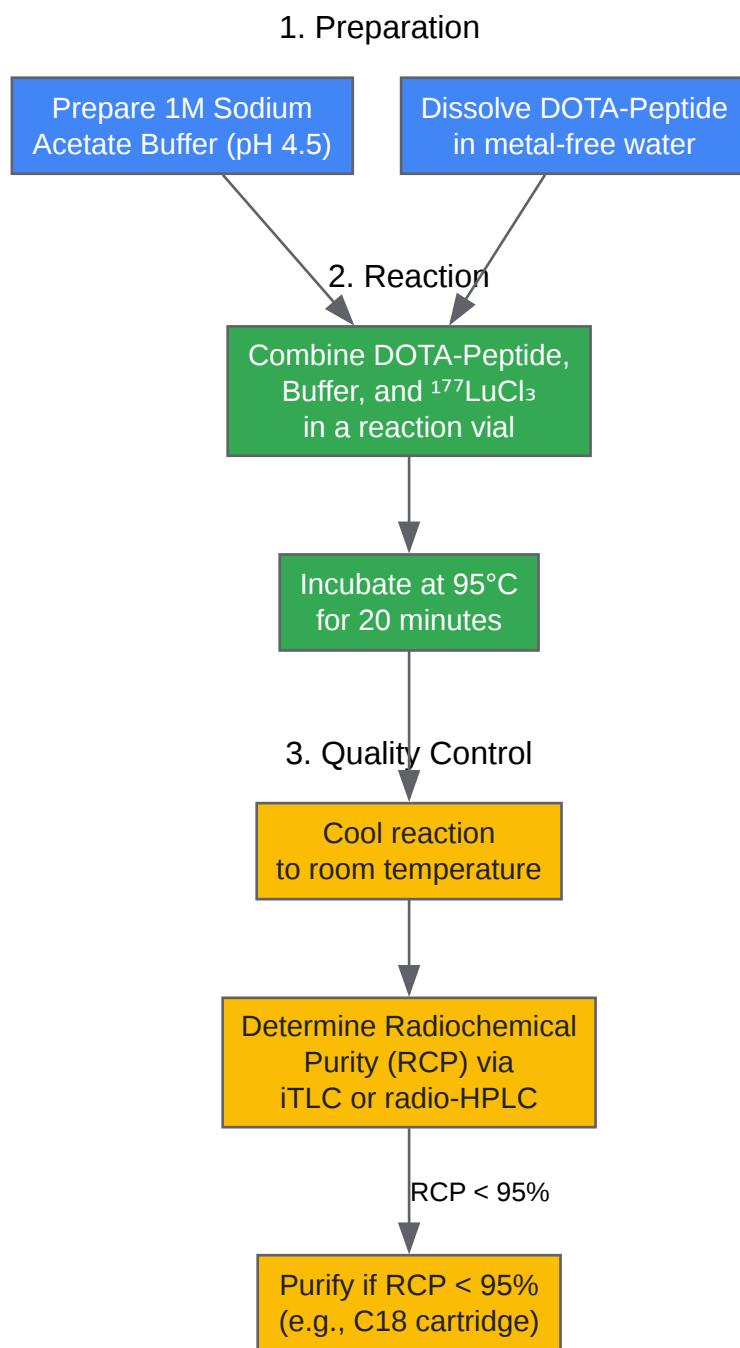 1. Preparation
Prepare 1M Sodium
Acetate Buffer (pH 4.5)
Dissolve DOTA-Peptide
in metal-free water
2. Reaction
Combine DOTA-Peptide,
Buffer, and ¹⁷⁷LuCl₃
in a reaction vial
Incubate at 95°C
for 20 minutes
3. Quality Control
Cool reaction
to room temperature
Determine Radiochemical
Purity (RCP) via
iTLC or radio-HPLC
RCP < 95%
Purify if RCP < 95%
(e.g., C18 cartridge)